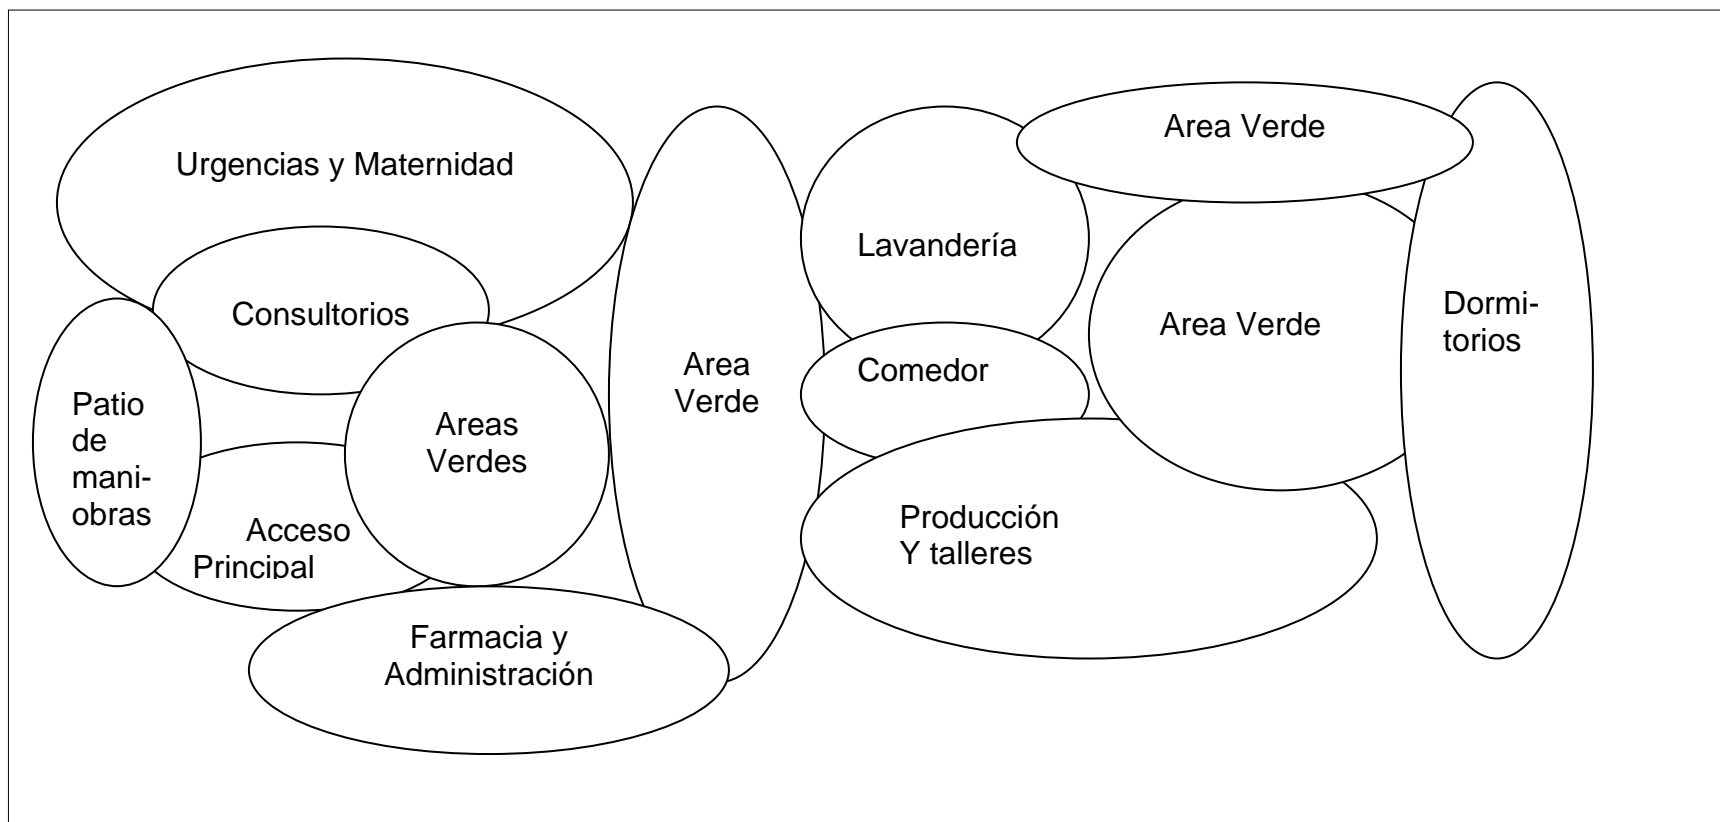 Urgencias y Maternidad
Consultorios
Patio
de
mani-
obras
Acceso
Principal
Areas
Verdes
Farmacia y
Administración
Area
Verde
Lavandería
Comedor
Producción
Y talleres
Area Verde
Area Verde
Dormi-
torios